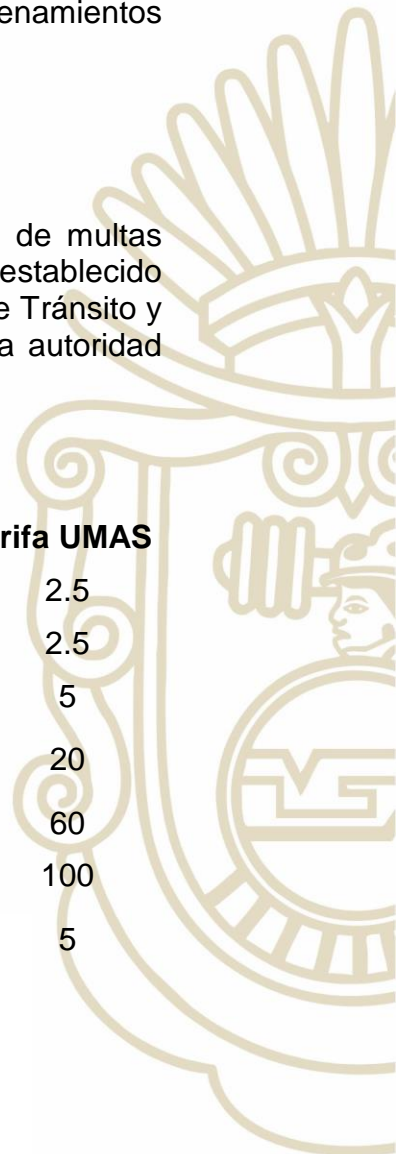 enamientos
de multas
establecido
e Tránsito y
a autoridad
rifa UMAS
2.5
2.5
5
20
60
100
5